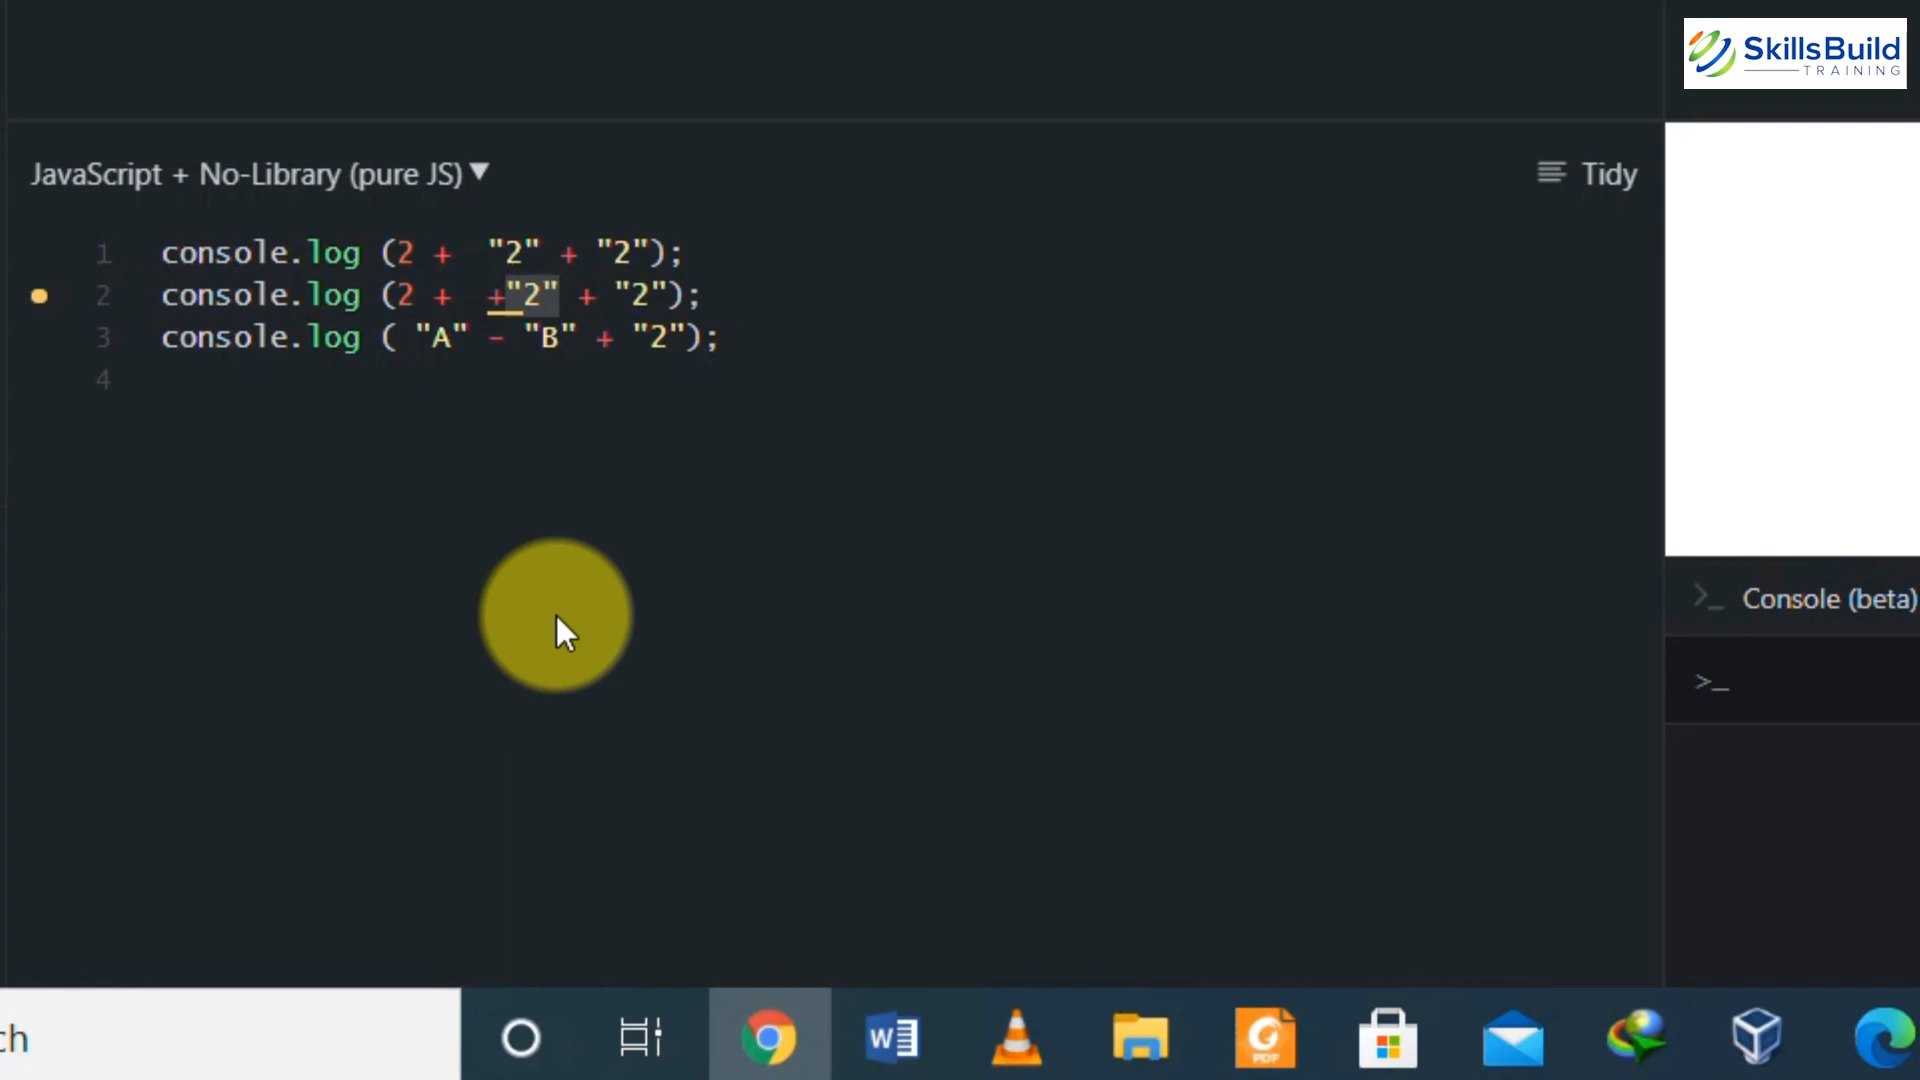 SkillsBuild
TRAINING
JavaScript + No-Library (pure JS) ▼
Tidy
1 console.log (2 +  "2" + "2");
2 console.log (2 +  +"2" + "2");
3 console.log ( "A" - "B" + "2");
4
>_ Console (beta)
>_
ch
W
PDF